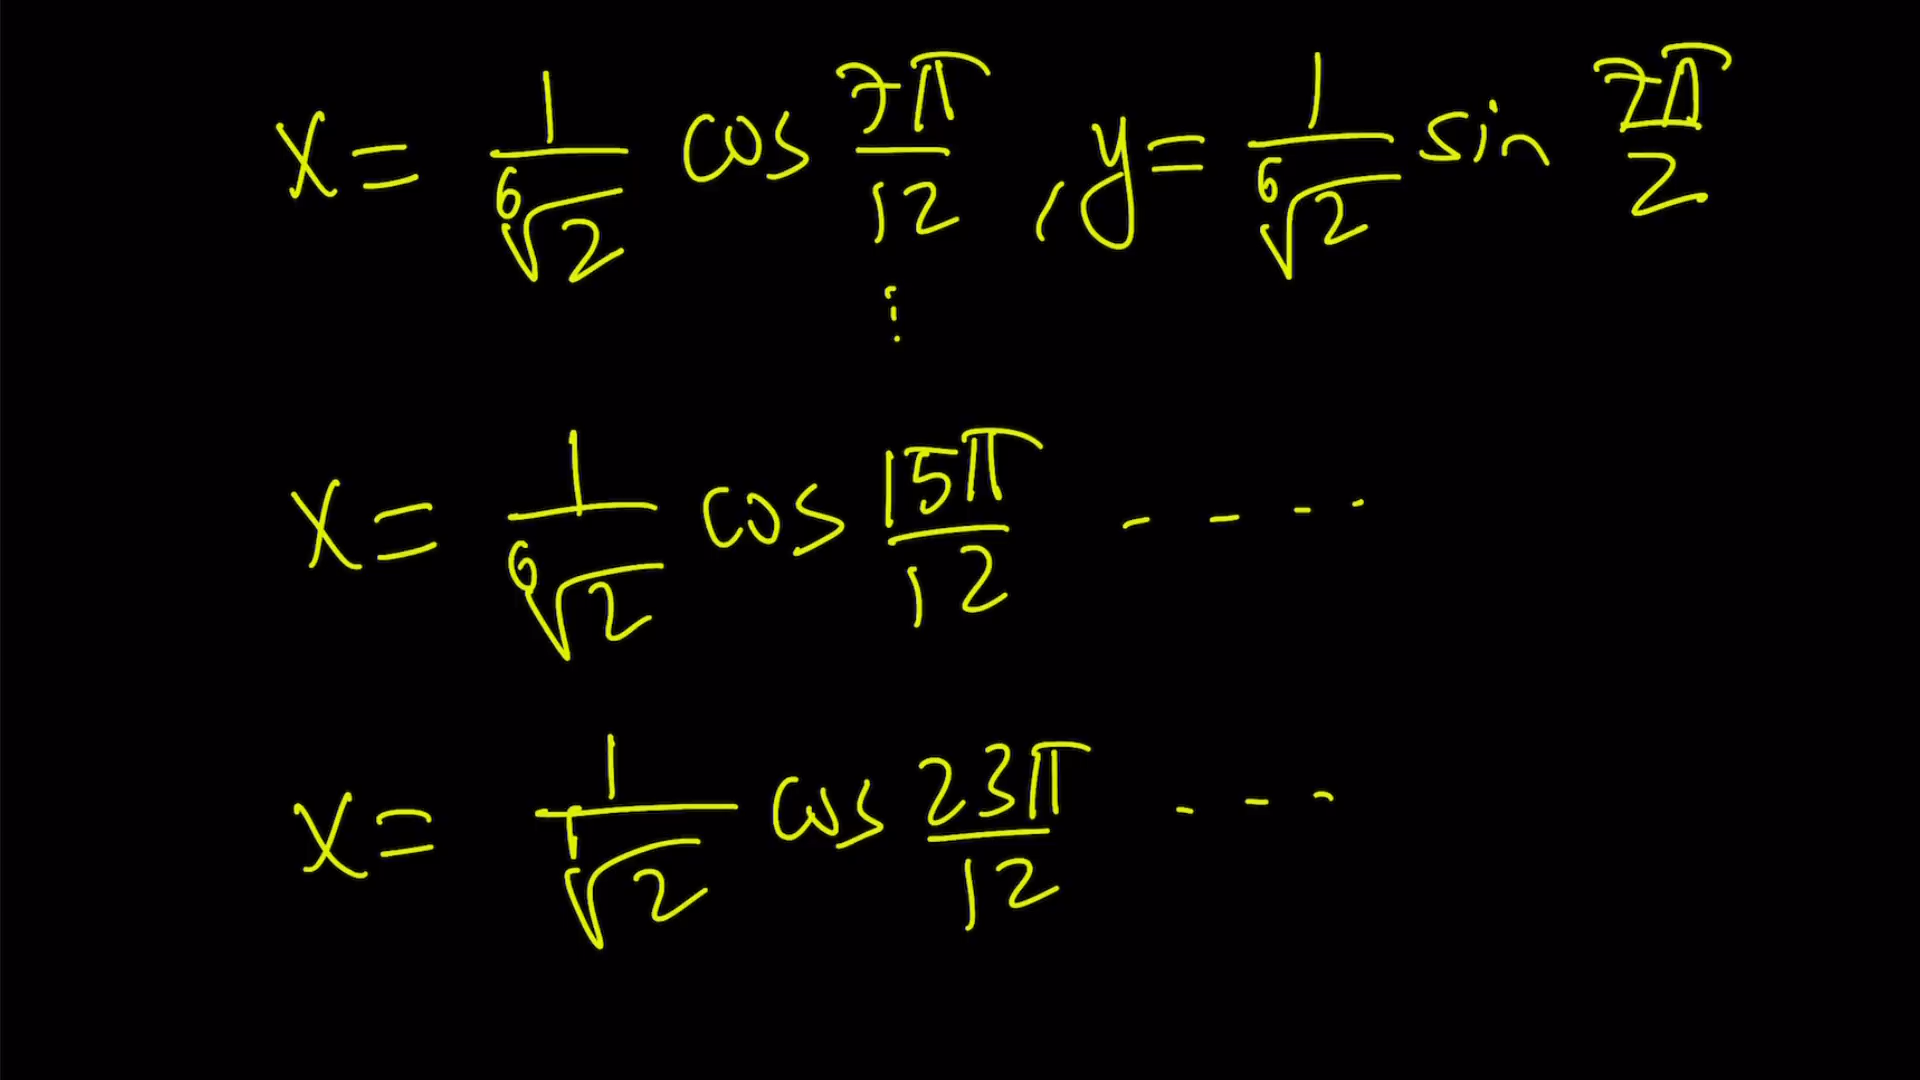 x = 1/⁶√2 cos 7π/12 , y = 1/⁶√2 sin 7π/2
⋮
x = 1/⁶√2 cos 15π/12 - - - -
x = 1/√2 cos 23π/12 - - -